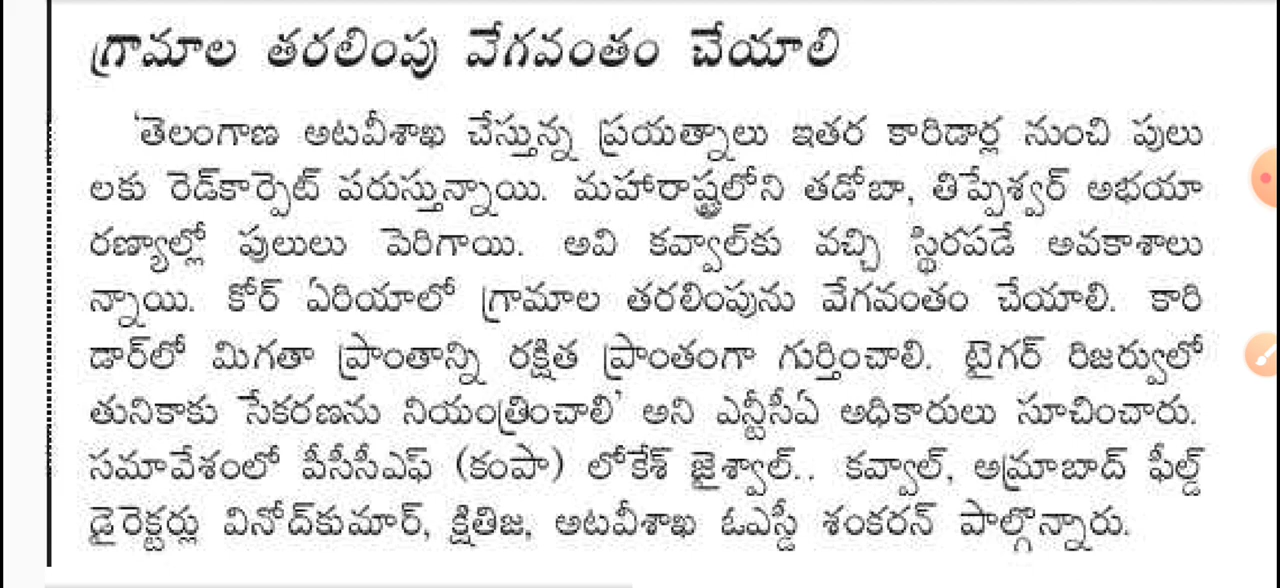 గ్రామాల తరలింపు వేగవంతం చేయాలి
'తెలంగాణ అటవీశాఖ చేస్తున్న ప్రయత్నాలు ఇతర కారిడార్ల నుంచి పులు
లకు రెడ్‌కార్పెట్ పరుస్తున్నాయి. మహారాష్ట్రలోని తడోబా, తిప్పేశ్వర్ అభయా
రణ్యాల్లో పులులు పెరిగాయి. అవి కవ్వాల్‌కు వచ్చి స్థిరపడే అవకాశాలు
న్నాయి. కోర్ ఏరియాలో గ్రామాల తరలింపును వేగవంతం చేయాలి. కారి
డార్‌లో మిగతా ప్రాంతాన్ని రక్షిత ప్రాంతంగా గుర్తించాలి. టైగర్ రిజర్వులో
తునికాకు సేకరణను నియంత్రించాలి' అని ఎన్టీసీఏ అధికారులు సూచించారు.
సమావేశంలో పీసీసీఎఫ్ (కంపా) లోకేశ్ జైశ్వాల్.. కవ్వాల్, అమ్రాబాద్ ఫీల్డ్
డైరెక్టర్లు వినోద్‌కుమార్, క్షితిజ, అటవీశాఖ ఓఎస్డీ శంకరన్ పాల్గొన్నారు.